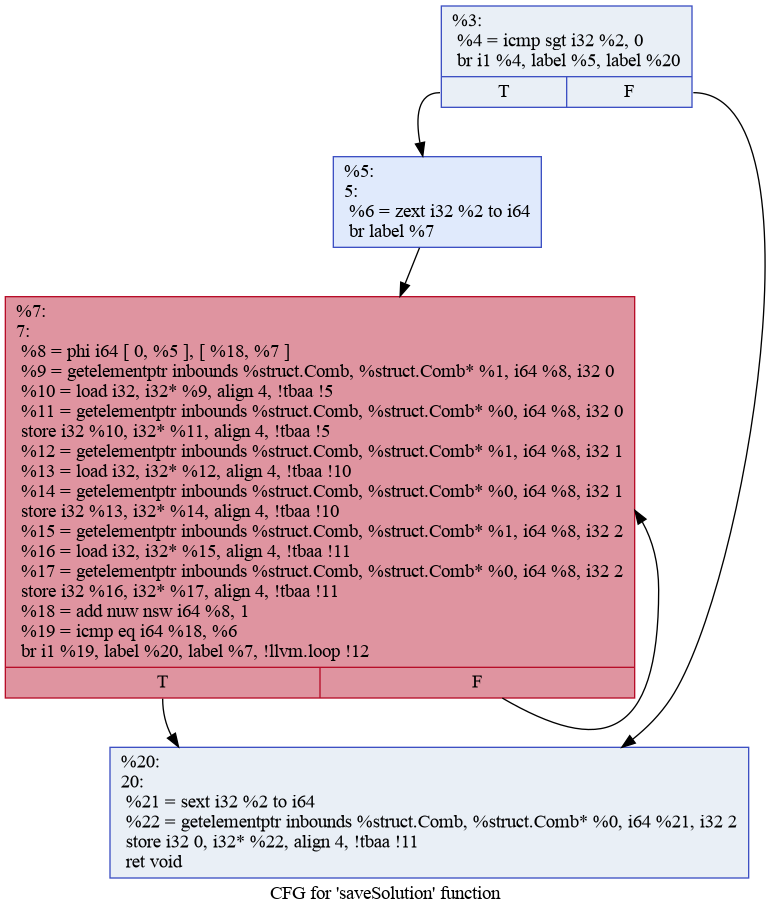 %3:
%4 = icmp sgt i32 %2, 0
br i1 %4, label %5, label %20
T F
%5:
5:
%6 = zext i32 %2 to i64
br label %7
%7:
7:
%8 = phi i64 [ 0, %5 ], [ %18, %7 ]
%9 = getelementptr inbounds %struct.Comb, %struct.Comb* %1, i64 %8, i32 0
%10 = load i32, i32* %9, align 4, !tbaa !5
%11 = getelementptr inbounds %struct.Comb, %struct.Comb* %0, i64 %8, i32 0
store i32 %10, i32* %11, align 4, !tbaa !5
%12 = getelementptr inbounds %struct.Comb, %struct.Comb* %1, i64 %8, i32 1
%13 = load i32, i32* %12, align 4, !tbaa !10
%14 = getelementptr inbounds %struct.Comb, %struct.Comb* %0, i64 %8, i32 1
store i32 %13, i32* %14, align 4, !tbaa !10
%15 = getelementptr inbounds %struct.Comb, %struct.Comb* %1, i64 %8, i32 2
%16 = load i32, i32* %15, align 4, !tbaa !11
%17 = getelementptr inbounds %struct.Comb, %struct.Comb* %0, i64 %8, i32 2
store i32 %16, i32* %17, align 4, !tbaa !11
%18 = add nuw nsw i64 %8, 1
%19 = icmp eq i64 %18, %6
br i1 %19, label %20, label %7, !llvm.loop !12
T F
%20:
20:
%21 = sext i32 %2 to i64
%22 = getelementptr inbounds %struct.Comb, %struct.Comb* %0, i64 %21, i32 2
store i32 0, i32* %22, align 4, !tbaa !11
ret void
CFG for 'saveSolution' function